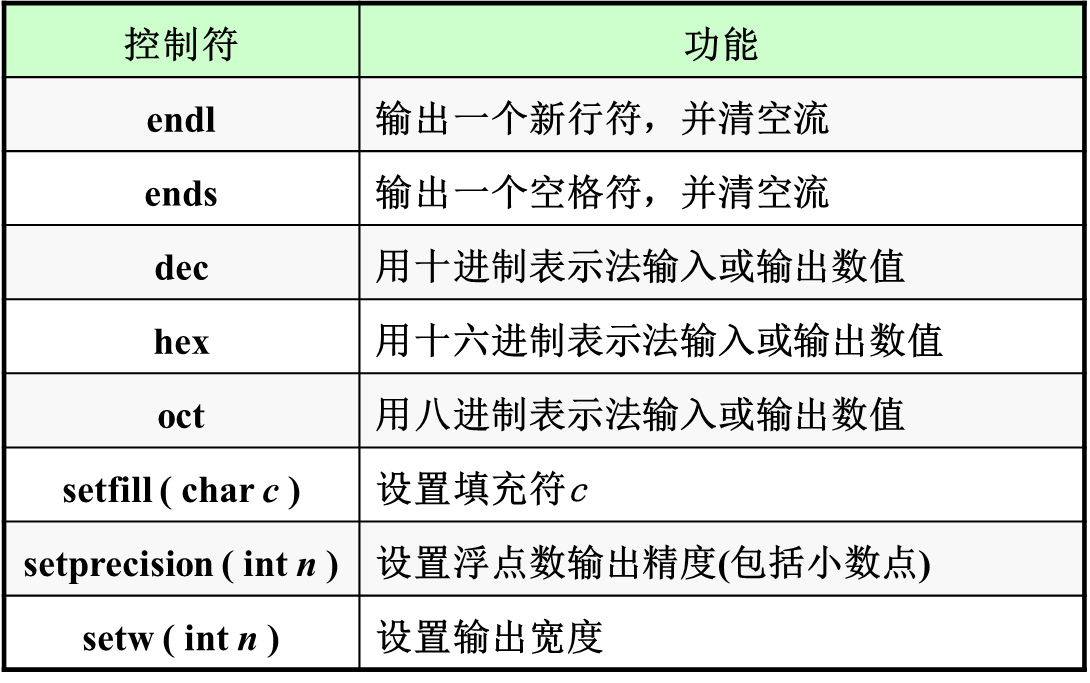 控制符 功能
endl 输出一个新行符，并清空流
ends 输出一个空格符，并清空流
dec 用十进制表示法输入或输出数值
hex 用十六进制表示法输入或输出数值
oct 用八进制表示法输入或输出数值
setfill ( char c ) 设置填充符c
setprecision ( int n ) 设置浮点数输出精度(包括小数点)
setw ( int n ) 设置输出宽度